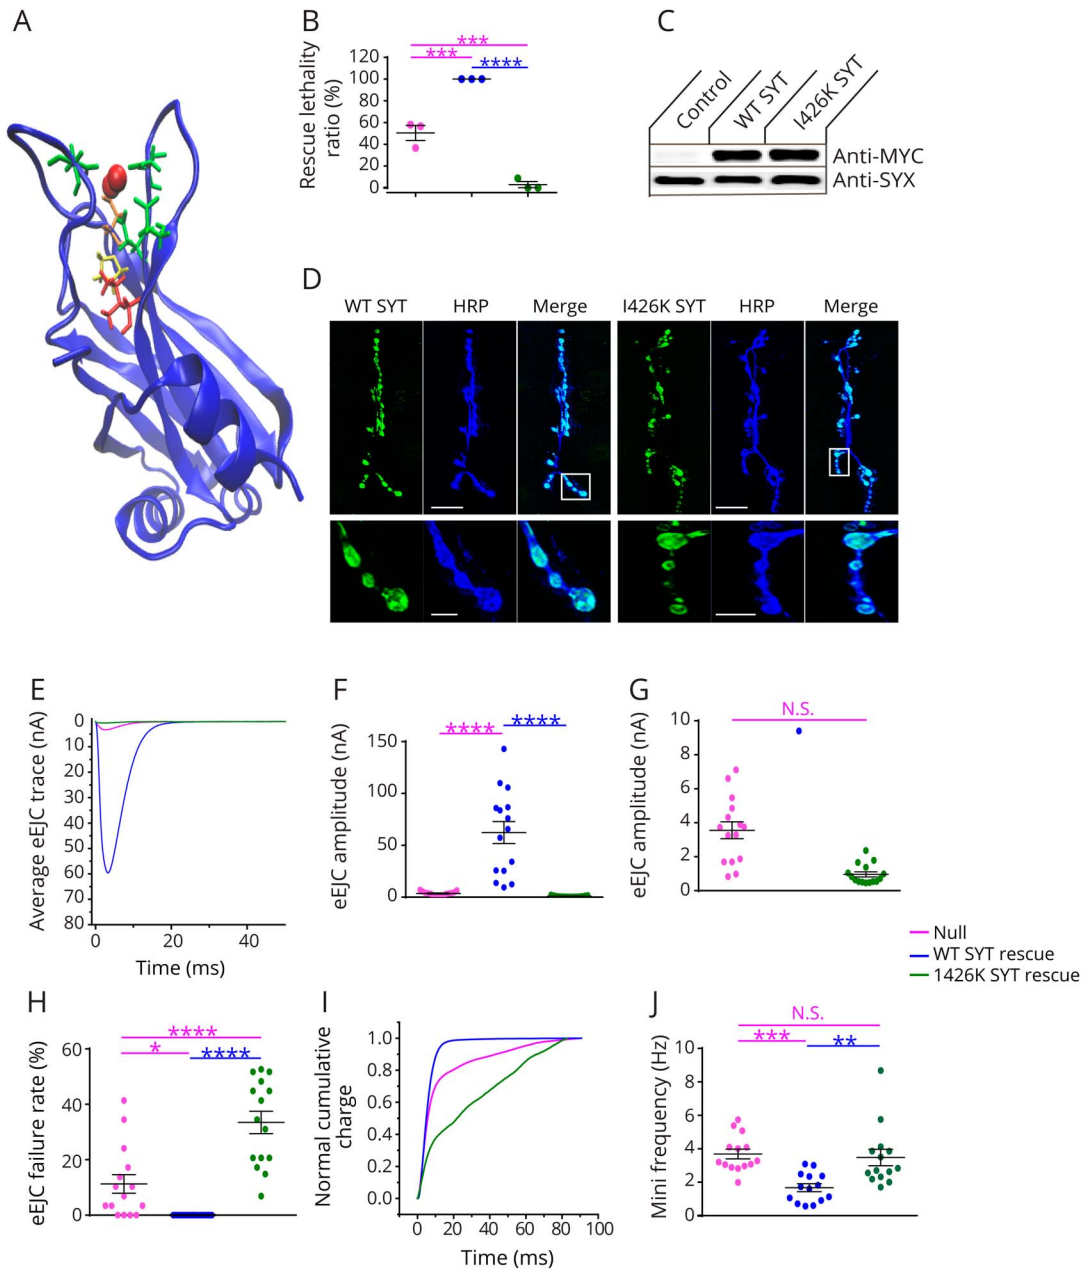 A
B
Rescue lethality
ratio (%)
120
100
80
60
40
20
0
***
***
****
C
Control
WT SYT
I426K SYT
Anti-MYC
Anti-SYX
D
WT SYT
HRP
Merge
I426K SYT
HRP
Merge
E
Average eEJC trace (nA)
0
10
20
30
40
50
60
70
80
0
20
40
Time (ms)
F
eEJC amplitude (nA)
150
100
50
0
****
****
G
eEJC amplitude (nA)
10
8
6
4
2
0
N.S.
Null
WT SYT rescue
1426K SYT rescue
H
eEJC failure rate (%)
60
40
20
0
****
*
****
I
Normal cumulative
charge
1.0
0.8
0.6
0.4
0.2
0.0
0
20
40
60
80
100
Time (ms)
J
Mini frequency (Hz)
10
8
6
4
2
0
N.S.
***
**